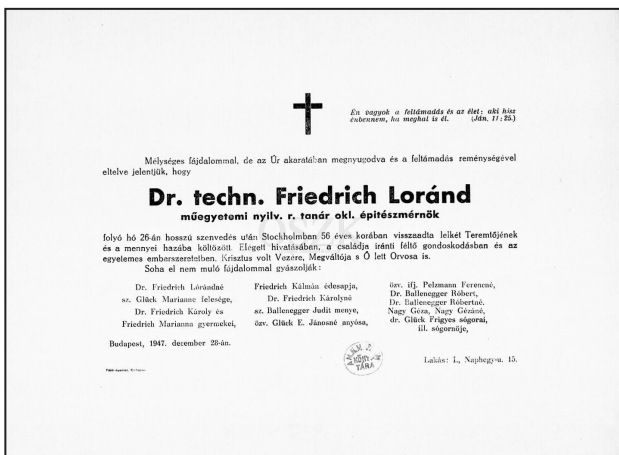 Én vagyok a feltámadás és az élet: aki hisz
énbennem, ha meghal is él. (Ján. 11: 25.)
Mélységes fájdalommal, de az Úr akaratában megnyugodva és a feltámadás reménységével
eltelve jelentjük, hogy
Dr. techn. Friedrich Loránd
műegyetemi nyilv. r. tanár okl. építészmérnök
folyó hó 26-án hosszú szenvedés után Stockholmban 56 éves korában visszaadta lelkét Teremtőjének
és a mennyei hazába költözött. Elégett hivatásában, a családja iránti féltő gondoskodásban és az
egyetemes emberszeretetben. Krisztus volt Vezére, Megváltója s Ő lett Orvosa is.
Soha el nem muló fájdalommal gyászolják:
Dr. Friedrich Lórándné
sz. Glück Marianne felesége,
Dr. Friedrich Károly és
Friedrich Marianna gyermekei,
Friedrich Kálmán édesapja,
Dr. Friedrich Károlyné
sz. Ballenegger Judit menye,
özv. Glück E. Jánosné anyósa,
özv. ifj. Pelzmann Ferencné,
Dr. Ballenegger Róbert,
Dr. Ballenegger Róbertné,
Nagy Géza, Nagy Gézáné,
dr. Glück Frigyes sógorai,
ill. sógornője,
Budapest, 1947. december 28-án.
KÖNYV-
TÁRA
Lakás: I., Naphegy-u. 15.